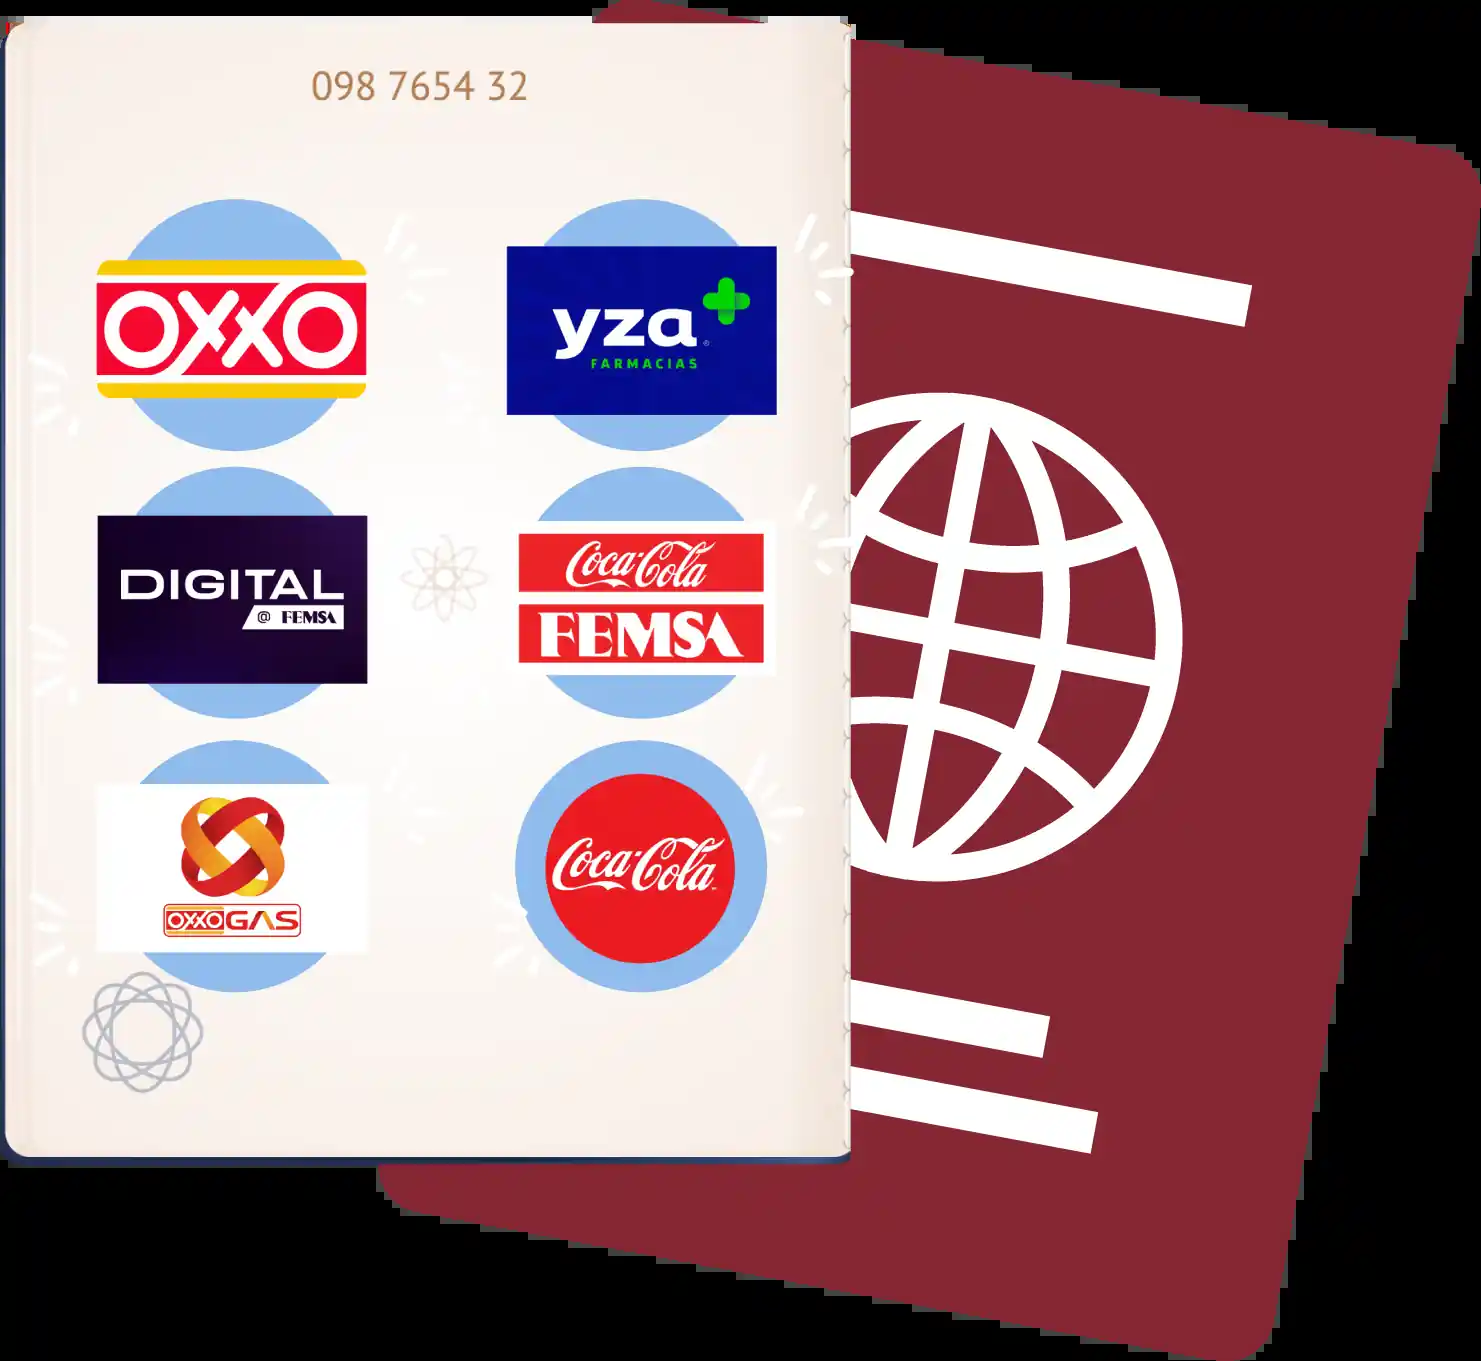 098 7654 32
OXXO
yza
FARMACIAS
DIGITAL
@ FEMSA
Coca-Cola
FEMSA
OXXO GAS
Coca-Cola